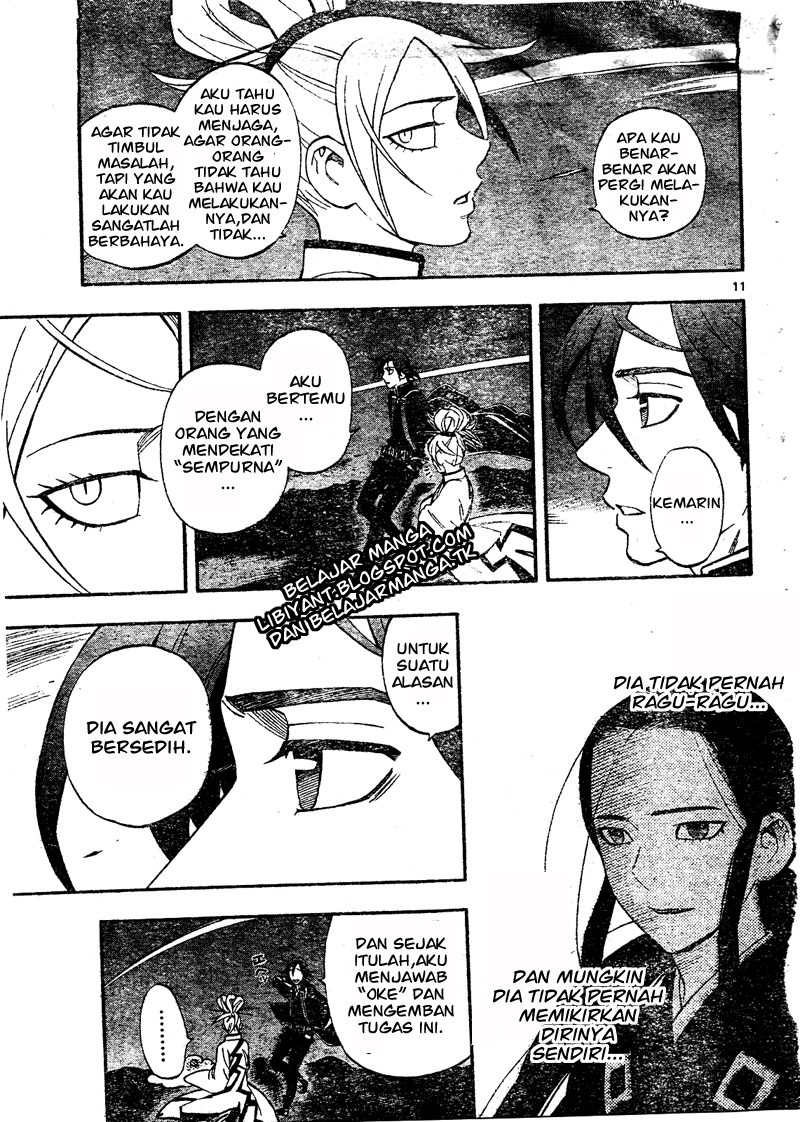 APA KAU
BENAR-
BENAR AKAN
PERGI MELA-
KUKAN-
NYA?
AKU TAHU
KAU HARUS
MENJAGA,
AGAR ORANG-
ORANG
TIDAK TAHU
BAHWA KAU
MELAKUKAN-
NYA,DAN
TIDAK...
AGAR TIDAK
TIMBUL
MASALAH,
TAPI YANG
AKAN KAU
LAKUKAN
SANGATLAH
BERBAHAYA.
11
KEMARIN
...
AKU
BERTEMU
...
DENGAN
ORANG YANG
MENDEKATI
“SEMPURNA”
...
BELAJAR MANGA
LIBIYANT.BLOGSPOT.COM
DAN BELAJARMANGA.TK
DIA TIDAK PERNAH
RAGU-RAGU...
DAN MUNGKIN
DIA TIDAK PERNAH
MEMIKIRKAN
DIRINYA
SENDIRI...
UNTUK
SUATU
ALASAN
...
DIA SANGAT
BERSEDIH.
DAN SEJAK
ITULAH,AKU
MENJAWAB
“OKE” DAN
MENGEMBAN
TUGAS INI.